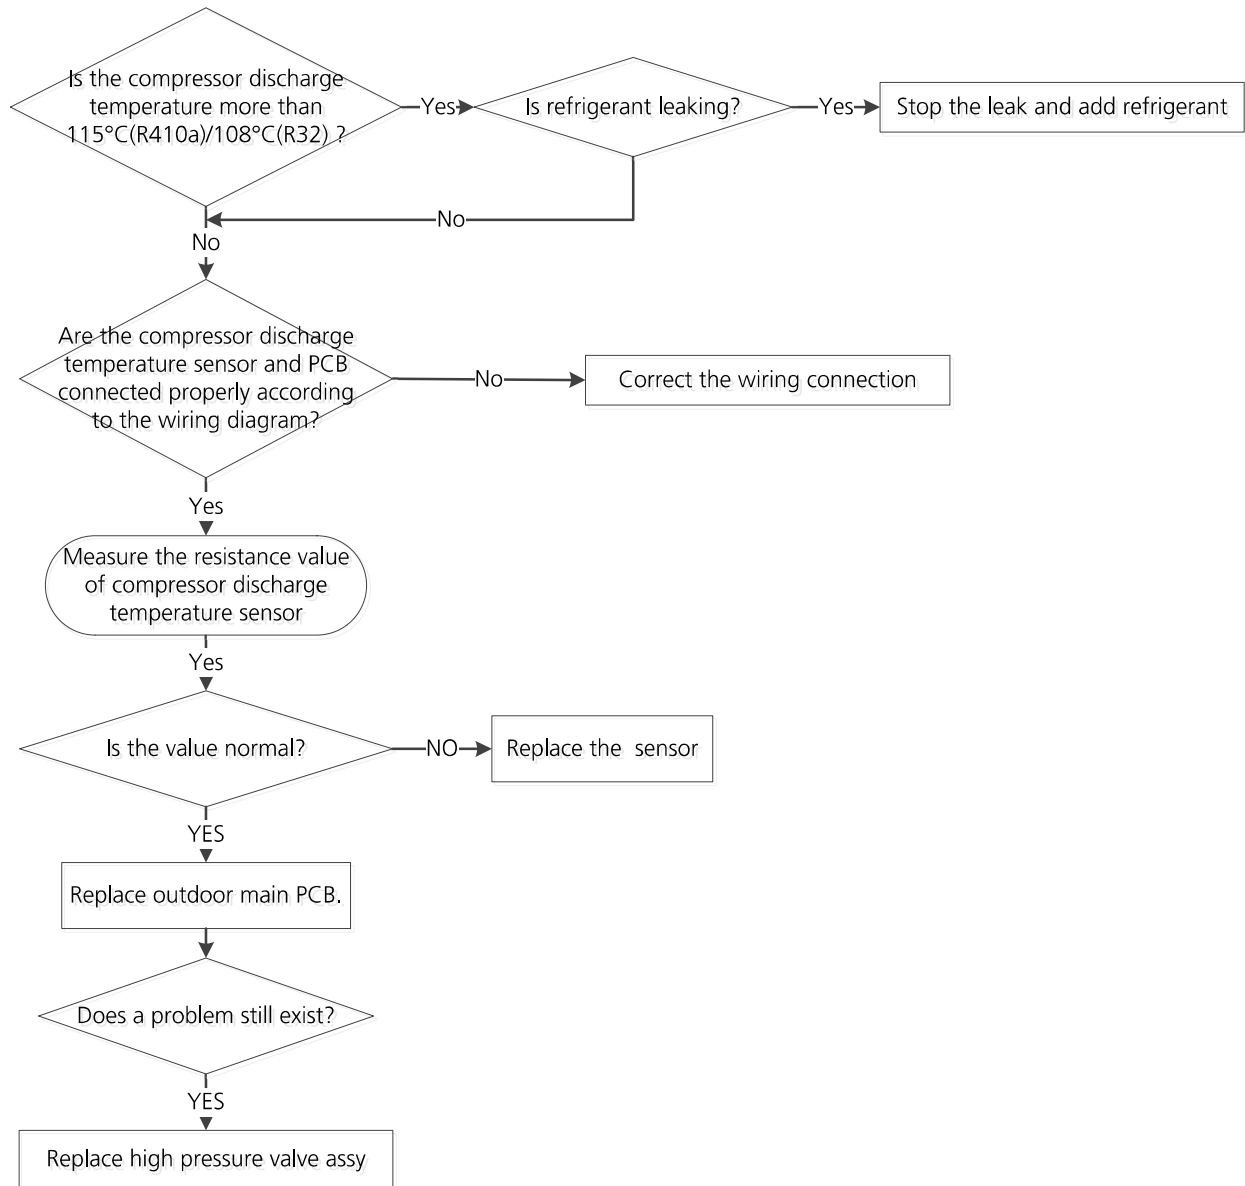 Is the compressor discharge
temperature more than
115°C(R410a)/108°C(R32) ?
Yes
Is refrigerant leaking?
Yes
Stop the leak and add refrigerant
No
No
Are the compressor discharge
temperature sensor and PCB
connected properly according
to the wiring diagram?
No
Correct the wiring connection
Yes
Measure the resistance value
of compressor discharge
temperature sensor
Yes
Is the value normal?
NO
Replace the sensor
YES
Replace outdoor main PCB.
Does a problem still exist?
YES
Replace high pressure valve assy